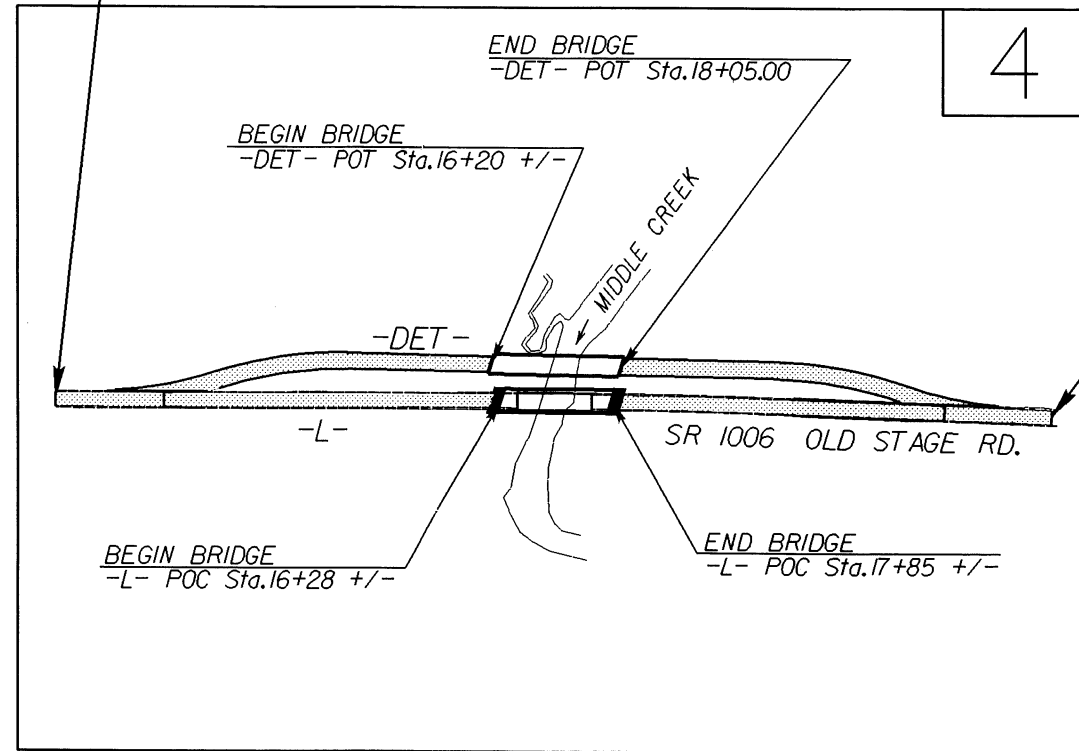 4
END BRIDGE
-DET- POT Sta.18+05.00
BEGIN BRIDGE
-DET- POT Sta.16+20 +/-
MIDDLE CREEK
-DET-
-L-
SR 1006 OLD STAGE RD.
BEGIN BRIDGE
-L- POC Sta.16+28 +/-
END BRIDGE
-L- POC Sta.17+85 +/-